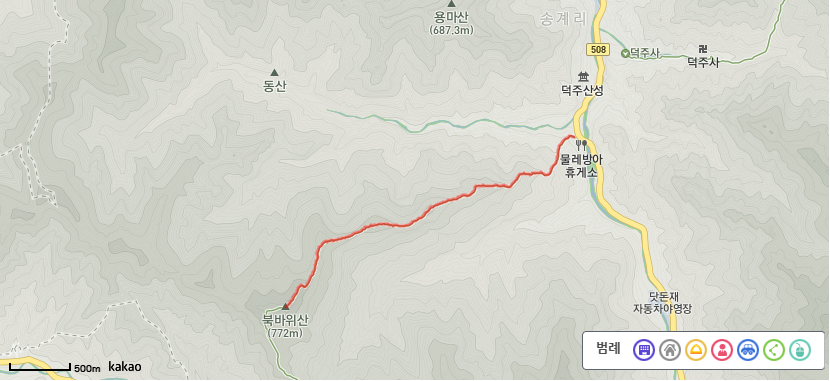 용마산
(687.3m)
송계리
508
덕주사
덕주사
동산
덕주산성
물레방아
휴게소
북바위산
(772m)
닷돈재
자동차야영장
범례
500m
kakao